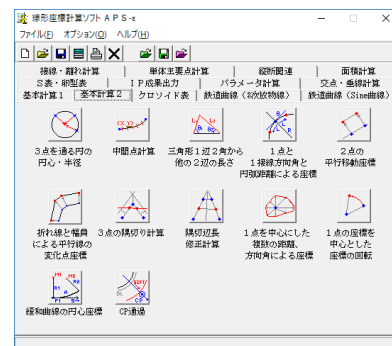 線形座標計算ソフトAPS-ε
ファイル(F) オプション(O) ヘルプ(H)
接線・離れ計算 単体主要点計算 縦断関連 面積計算
S表・卵型表 IP成果出力 パラメータ計算 交点・垂線計算
基本計算1 基本計算2 クロソイド表 鉄道曲線(3次放物線) 鉄道曲線(Sine曲線)
3点を通る円の
円心・半径
中間点計算
三角形1辺2角から
他の2辺の長さ
1点と
1接線方向角と
円弧距離による座標
2点の
平行移動座標
折れ線と幅員
による平行線の
変化点座標
3点の隅切り計算
隅切辺長
修正計算
1点を中心にした
複数の距離、
方向角による座標
1点の座標を
中心とした
座標の回転
緩和曲線の円心座標
CP通過